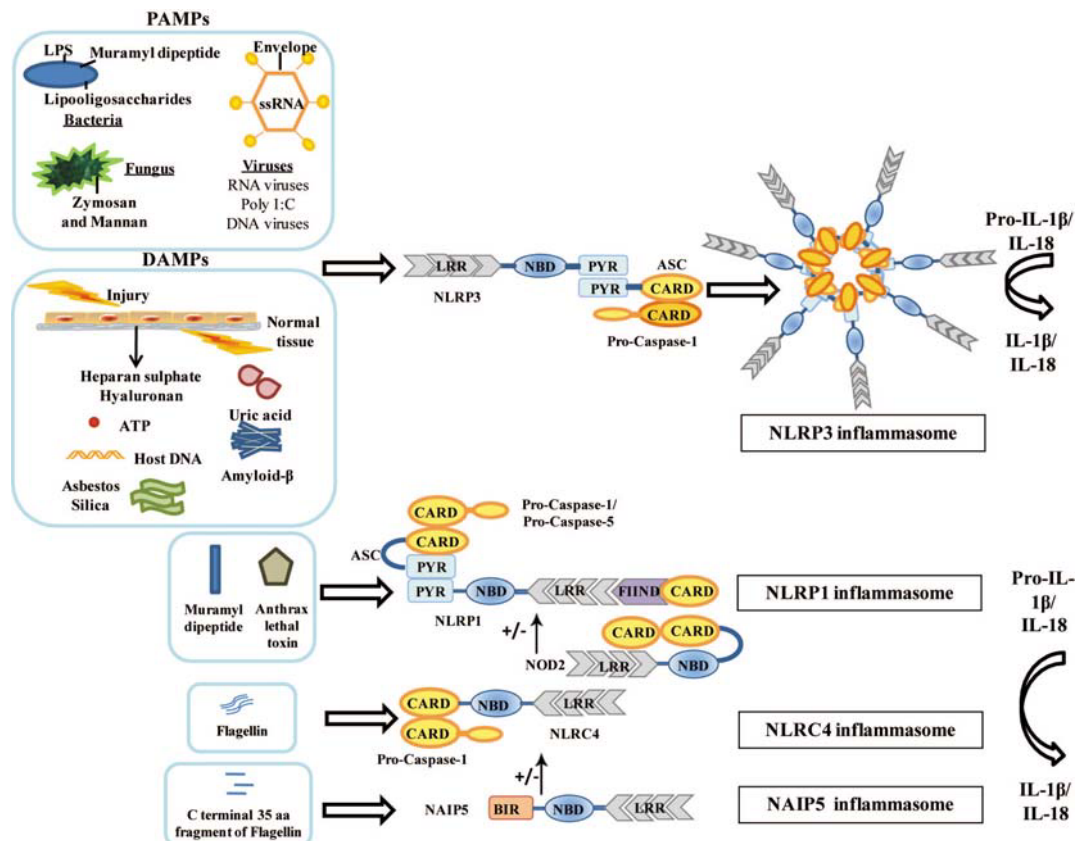 PAMPs
LPS
Muramyl dipeptide
Lipooligosaccharides
Bacteria
Envelope
ssRNA
Fungus
Zymosan
and Mannan
Viruses
RNA viruses
Poly I:C
DNA viruses
DAMPs
Injury
Normal
tissue
Heparan sulphate
Hyaluronan
ATP
Host DNA
Asbestos
Silica
Uric acid
Amyloid-β
LRR
NBD
PYR
NLRP3
ASC
PYR
CARD
CARD
Pro-Caspase-1
Pro-IL-1β/
IL-18
IL-1β/
IL-18
NLRP3 inflammasome
Muramyl
dipeptide
Anthrax
lethal
toxin
CARD
Pro-Caspase-1/
Pro-Caspase-5
CARD
ASC
PYR
PYR
NBD
LRR
FIIND
CARD
NLRP1
NLRP1 inflammasome
+/-
CARD
CARD
NOD2
LRR
NBD
Flagellin
CARD
NBD
LRR
CARD
NLRC4
Pro-Caspase-1
NLRC4 inflammasome
+/-
C terminal 35 aa
fragment of Flagellin
NAIP5
BIR
NBD
LRR
NAIP5 inflammasome
Pro-IL-
1β/
IL-18
IL-1β/
IL-18